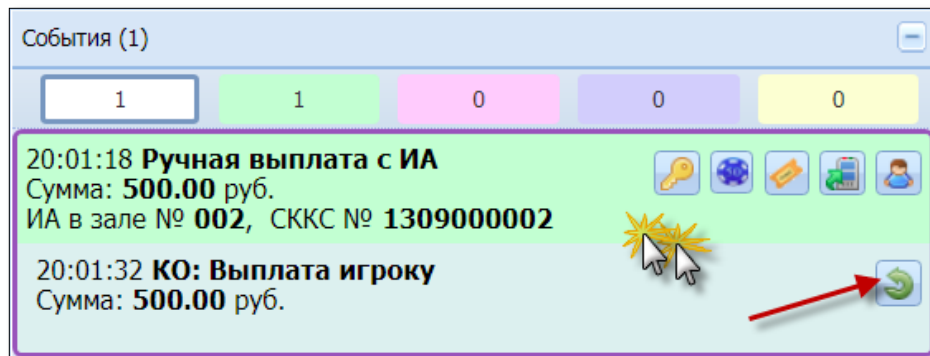 События (1)
1 1 0 0 0
20:01:18 Ручная выплата с ИА
Сумма: 500.00 руб.
ИА в зале № 002, СККС № 1309000002
20:01:32 КО: Выплата игроку
Сумма: 500.00 руб.